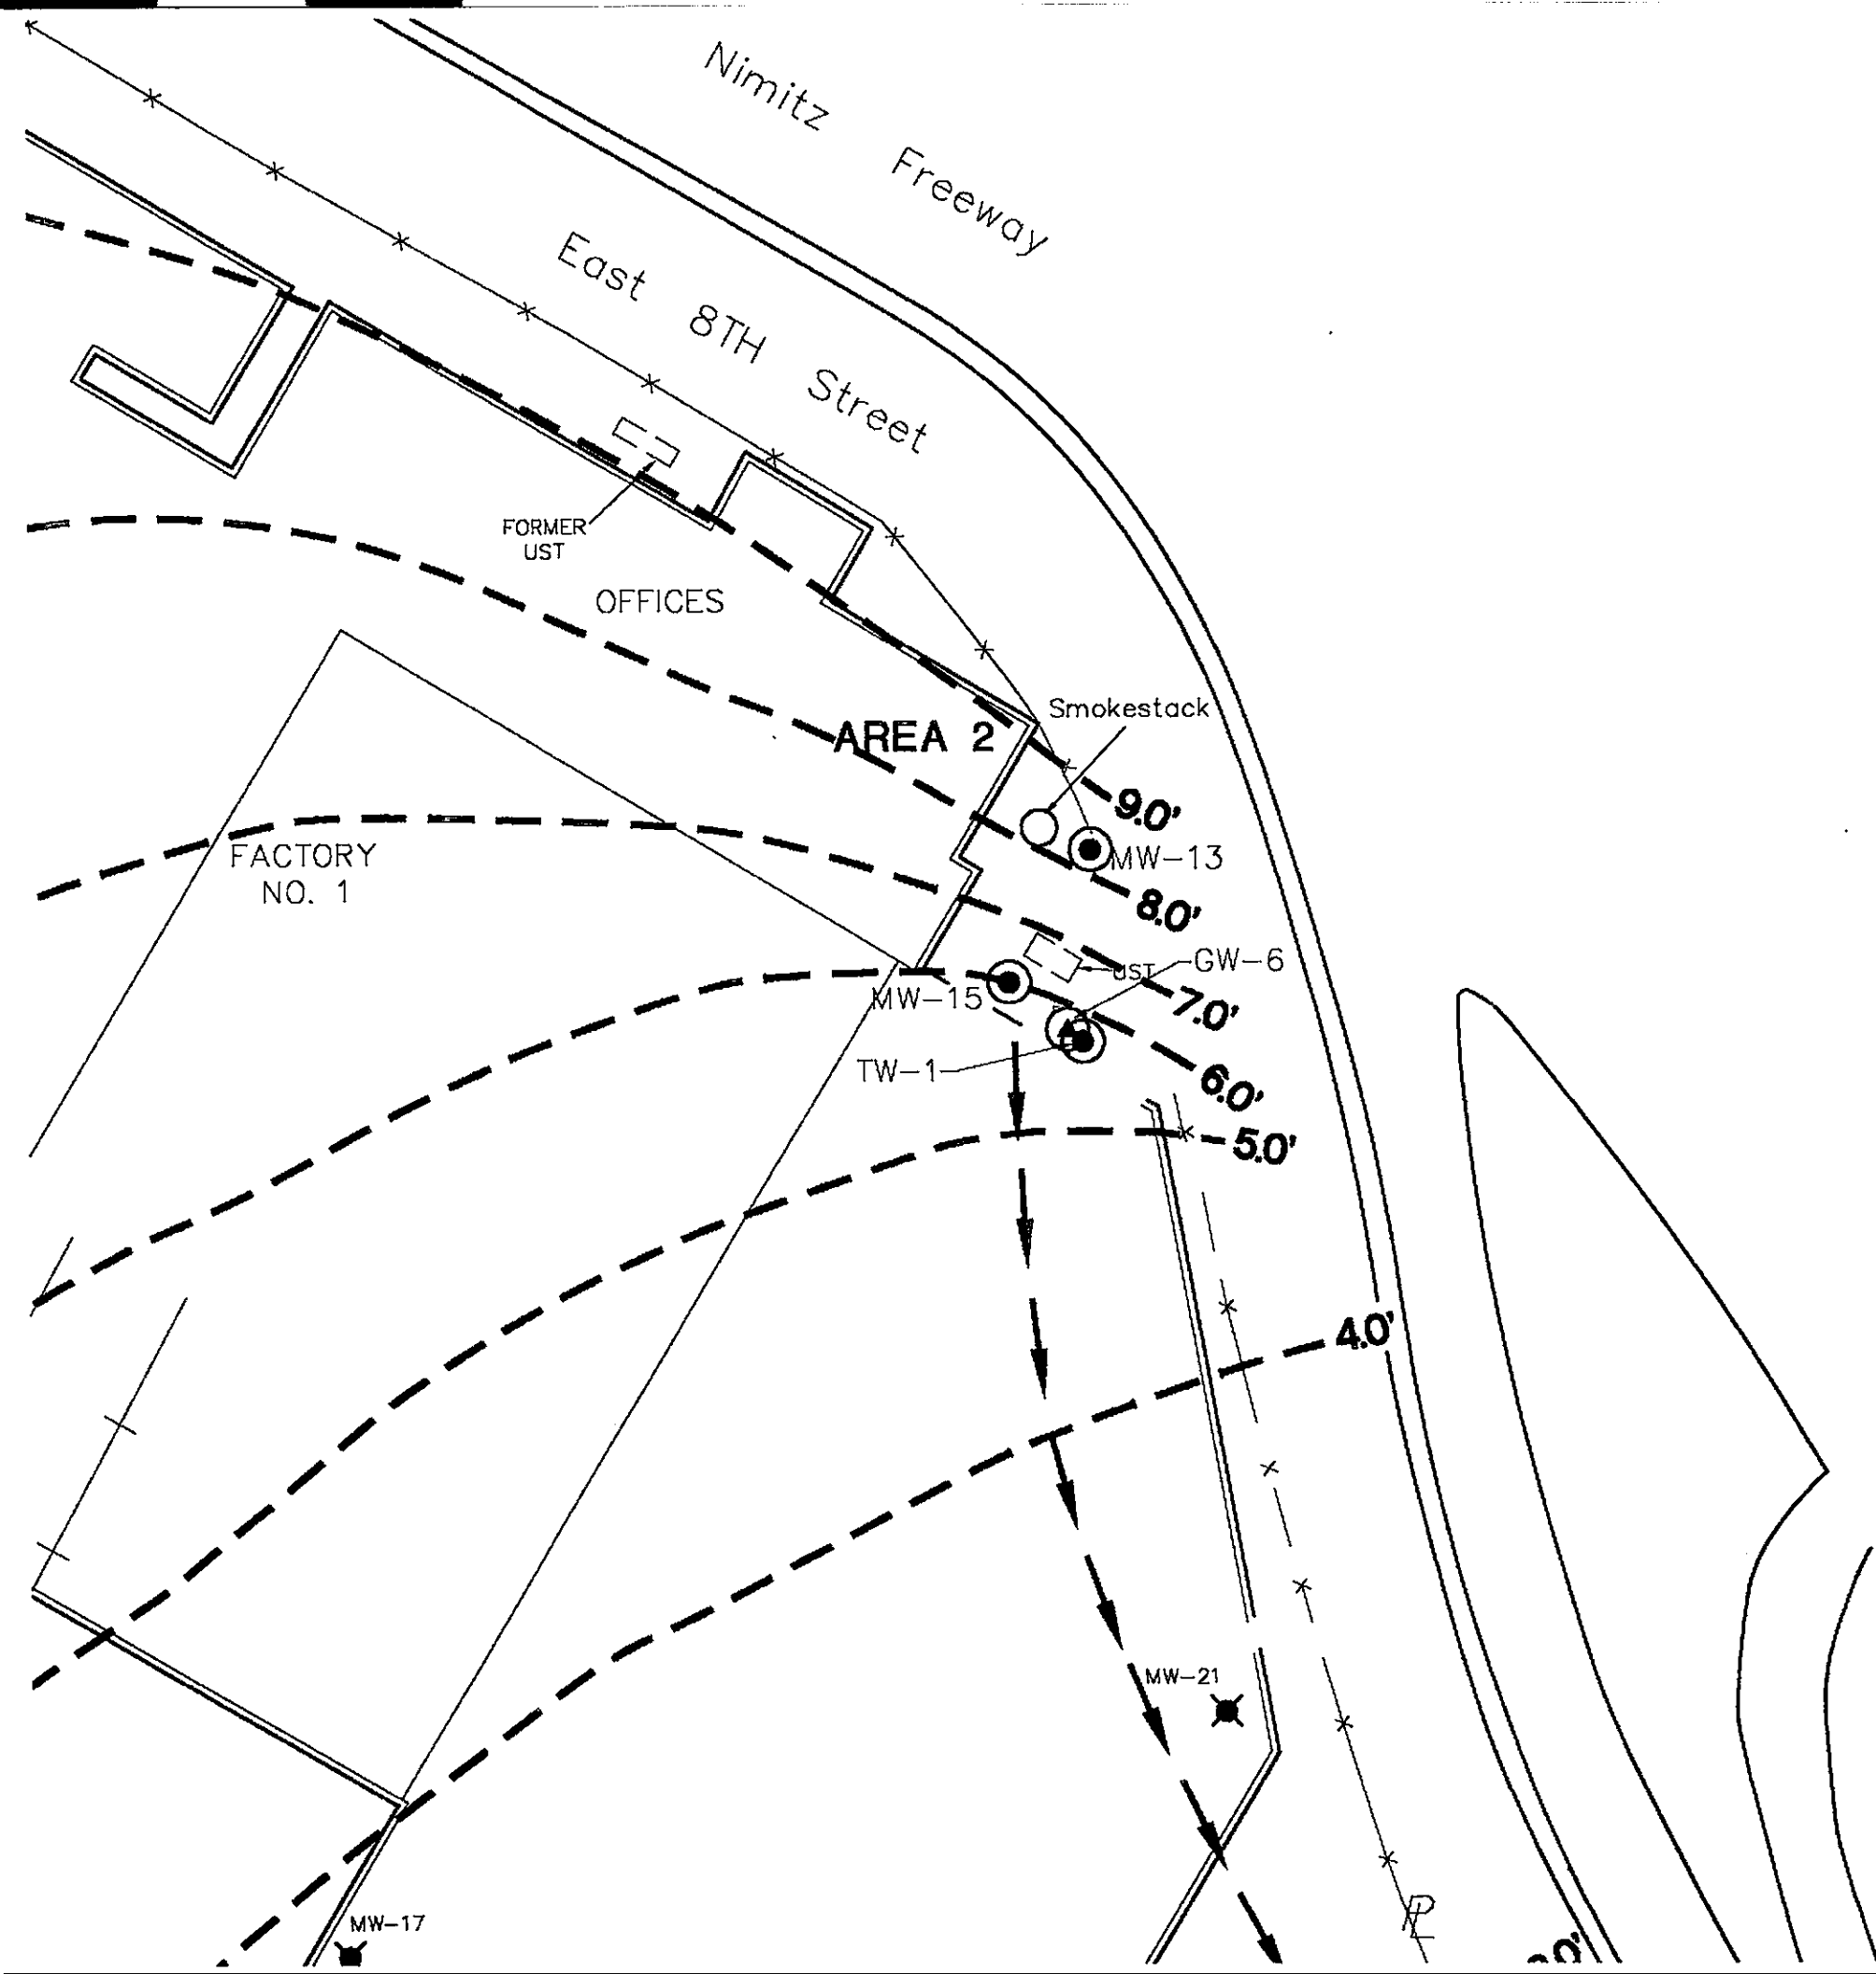 Nimitz Freeway
East 8TH Street
FORMER
UST
OFFICES
Smokestack
AREA 2
9.0'
MW-13
FACTORY
NO. 1
8.0'
UST
GW-6
MW-15
7.0'
TW-1
6.0'
5.0'
4.0'
MW-21
MW-17